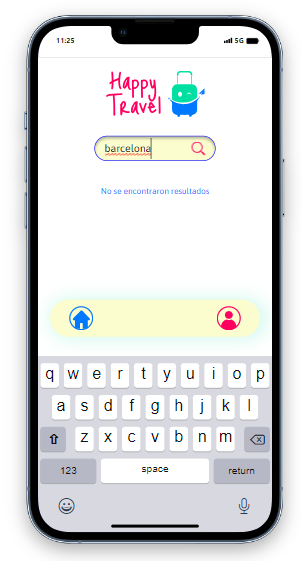 11:25
5G
Happy
Travel
barcelona
No se encontraron resultados
q w e r t y u i o p
a s d f g h j k l
z x c v b n m
123 space return